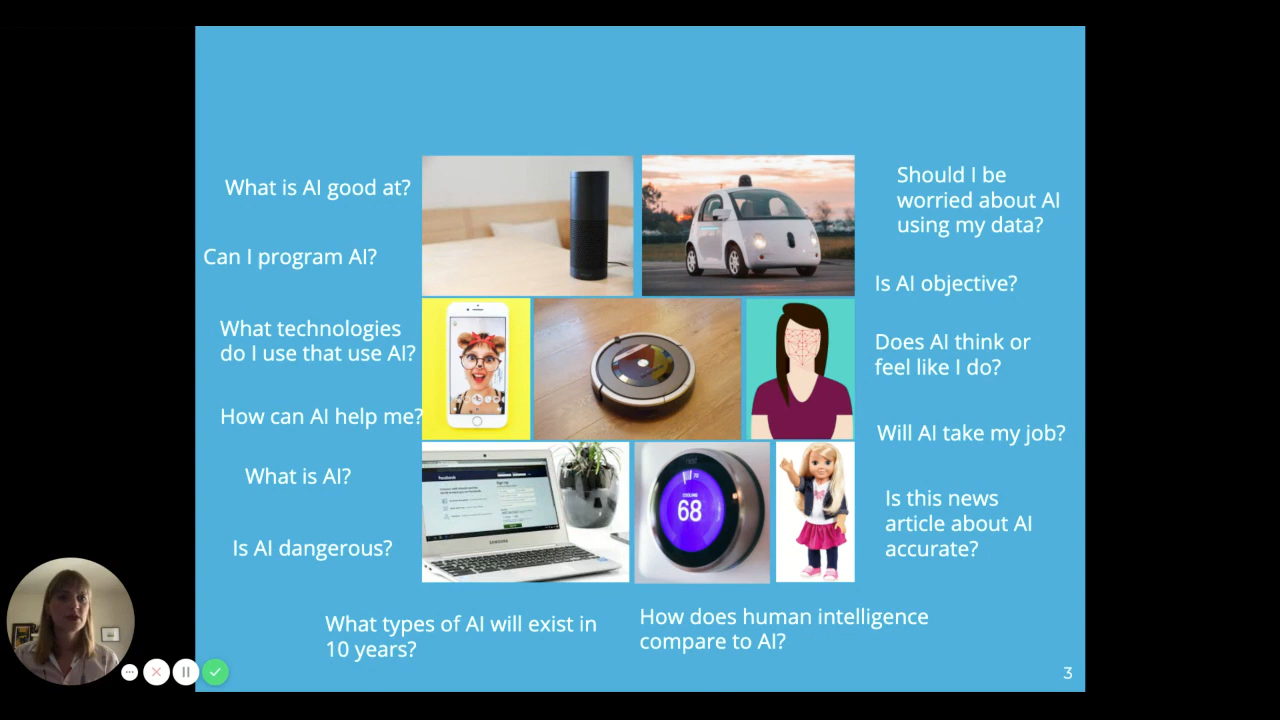 What is AI good at?
Can I program AI?
What technologies
do I use that use AI?
How can AI help me?
What is AI?
Is AI dangerous?
Should I be
worried about AI
using my data?
Is AI objective?
Does AI think or
feel like I do?
Will AI take my job?
Is this news
article about AI
accurate?
What types of AI will exist in
10 years?
How does human intelligence
compare to AI?
facebook
SAMSUNG
COOLING
68
3